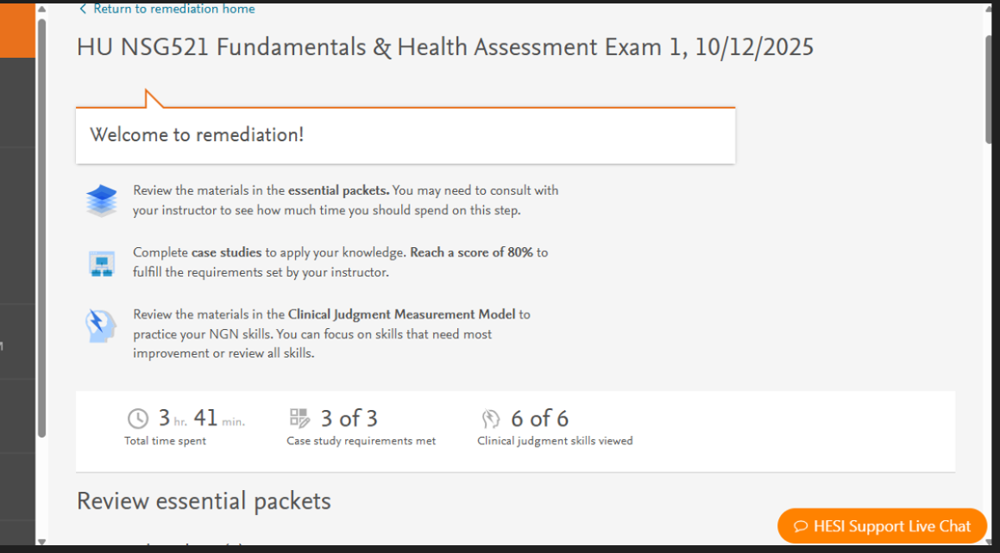 Return to remediation home
HU NSG521 Fundamentals & Health Assessment Exam 1, 10/12/2025
Welcome to remediation!
Review the materials in the essential packets. You may need to consult with
your instructor to see how much time you should spend on this step.
Complete case studies to apply your knowledge. Reach a score of 80% to
fulfill the requirements set by your instructor.
Review the materials in the Clinical Judgment Measurement Model to
practice your NGN skills. You can focus on skills that need most
improvement or review all skills.
3 hr. 41 min.
Total time spent
3 of 3
Case study requirements met
6 of 6
Clinical judgment skills viewed
Review essential packets
HESI Support Live Chat